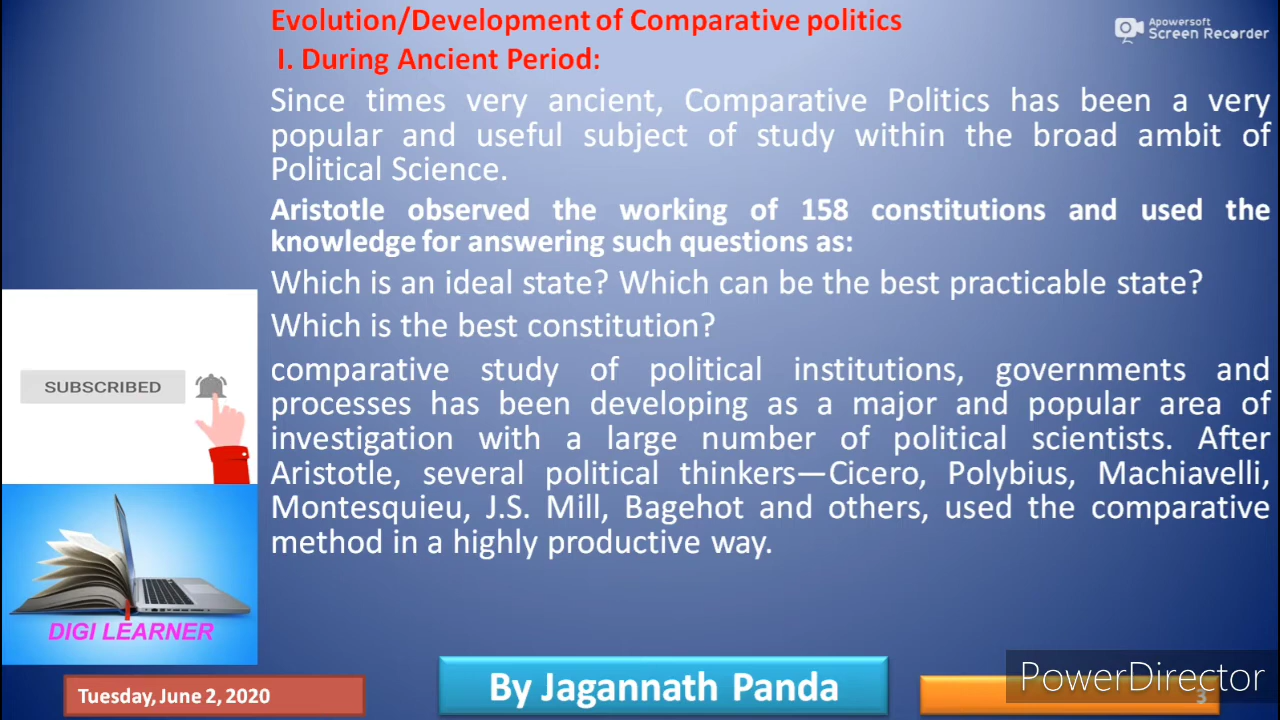 Evolution/Development of Comparative politics
I. During Ancient Period:
Apowersoft
Screen Recorder
Since times very ancient, Comparative Politics has been a very
popular and useful subject of study within the broad ambit of
Political Science.
Aristotle observed the working of 158 constitutions and used the
knowledge for answering such questions as:
Which is an ideal state? Which can be the best practicable state?
Which is the best constitution?
comparative study of political institutions, governments and
processes has been developing as a major and popular area of
investigation with a large number of political scientists. After
Aristotle, several political thinkers—Cicero, Polybius, Machiavelli,
Montesquieu, J.S. Mill, Bagehot and others, used the comparative
method in a highly productive way.
SUBSCRIBED
DIGI LEARNER
Tuesday, June 2, 2020
By Jagannath Panda
PowerDirector
3